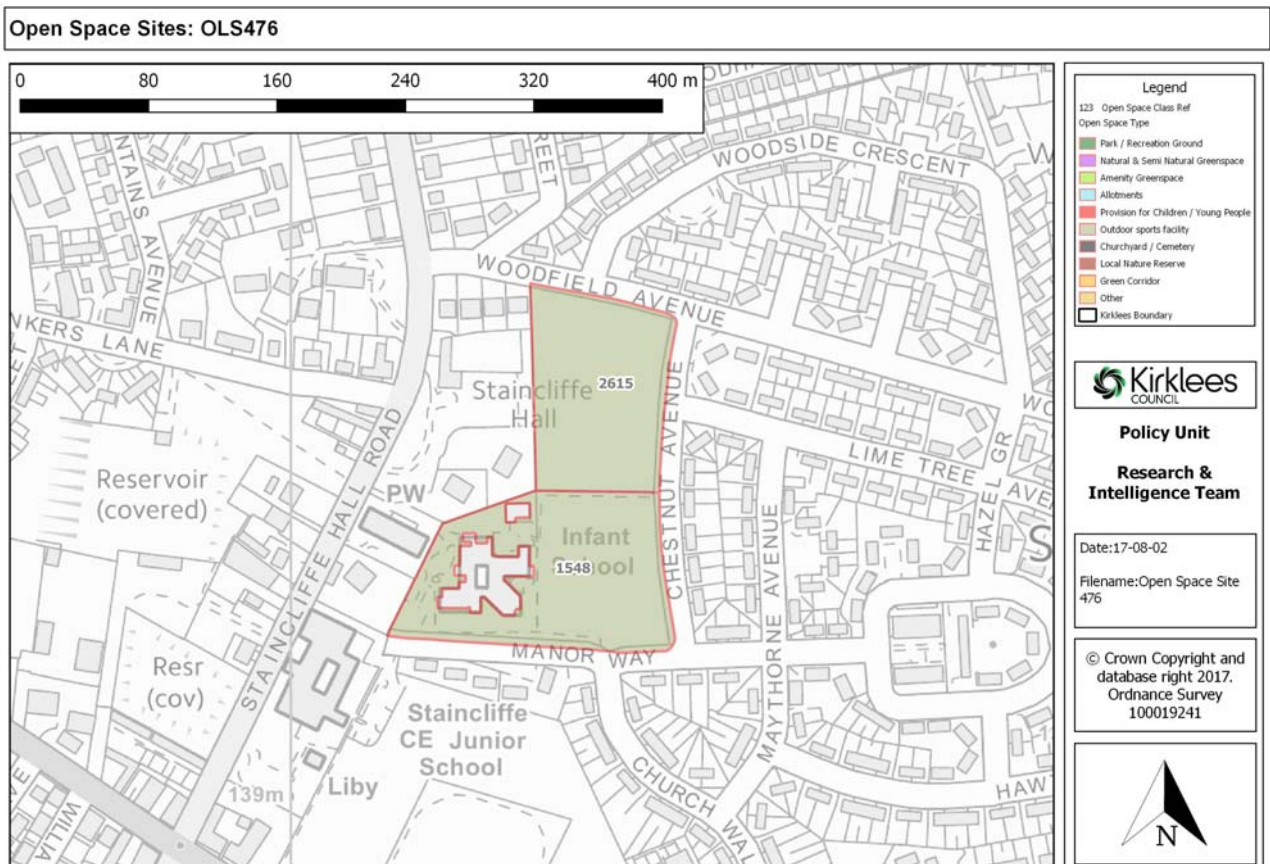 Open Space Sites: OLS476
0 80 160 240 320 400 m
WOODSIDE CRESCENT
NTAINS AVENUE
REET
WOODFIELD AVENUE
NKERS LANE
2615
Staincliffe
Hall
CHESTNUT AVENUE
LIME TREE AVE
HAZEL GR
STAINCLIFFE HALL ROAD
Reservoir
(covered)
PW
Infant
School
1548
MAYTHORNE AVENUE
MANOR WAY
Resr
(cov)
Staincliffe
CE Junior
School
CHURCH WAL
HAW
139m
Liby
WILLIA
Legend
123 Open Space Class Ref
Open Space Type
Park / Recreation Ground
Natural & Semi Natural Greenspace
Amenity Greenspace
Allotments
Provision for Children / Young People
Outdoor sports facility
Churchyard / Cemetery
Local Nature Reserve
Green Corridor
Other
Kirklees Boundary
Kirklees
COUNCIL
Policy Unit
Research &
Intelligence Team
Date:17-08-02
Filename:Open Space Site
476
© Crown Copyright and
database right 2017.
Ordnance Survey
100019241
N